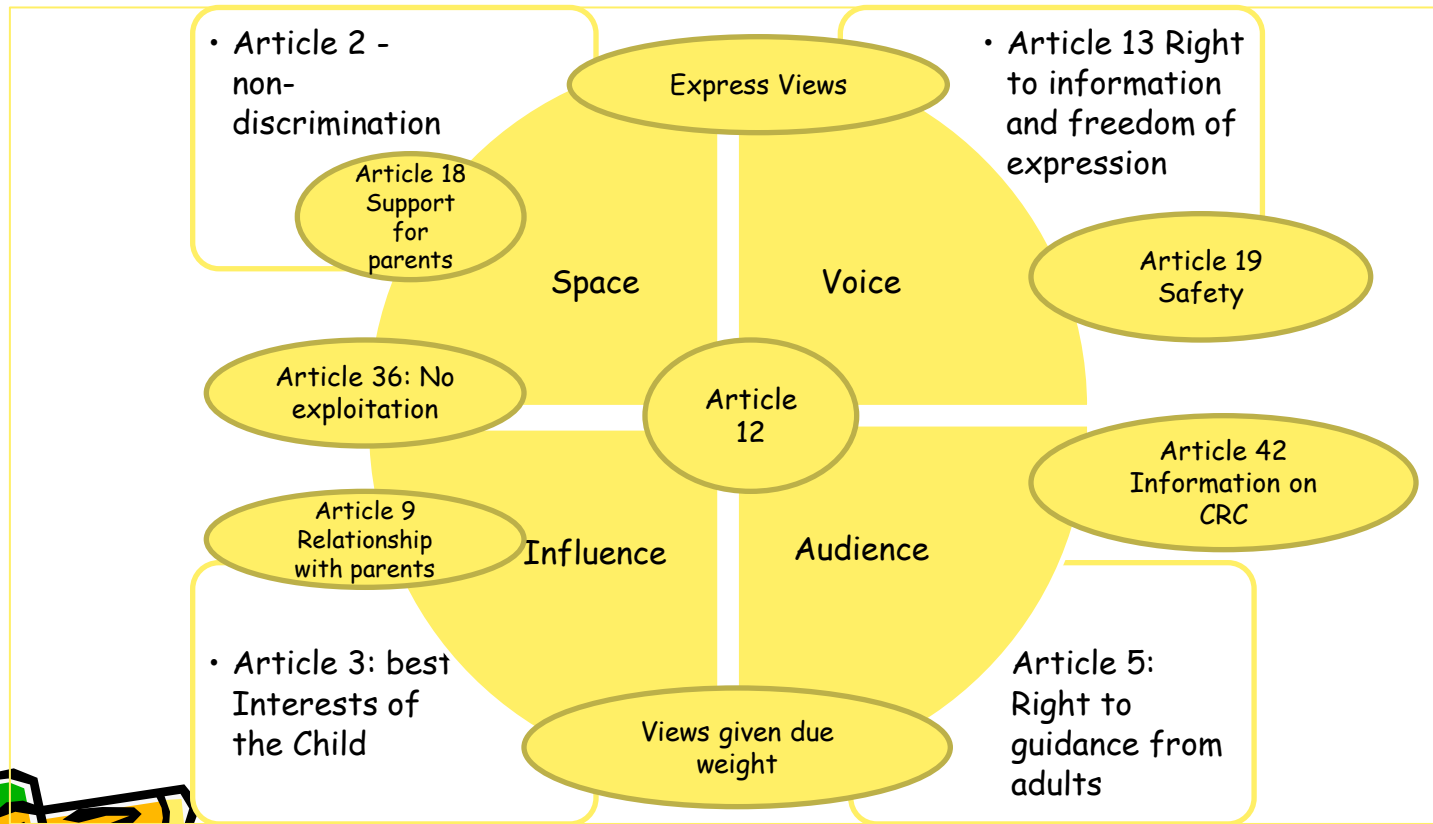 • Article 2 -
non-
discrimination
Express Views
• Article 13 Right
to information
and freedom of
expression
Article 18
Support
for
parents
Space
Voice
Article 19
Safety
Article 36: No
exploitation
Article
12
Article 42
Information on
CRC
Article 9
Relationship
with parents
Influence
Audience
• Article 3: best
Interests of
the Child
Views given due
weight
Article 5:
Right to
guidance from
adults